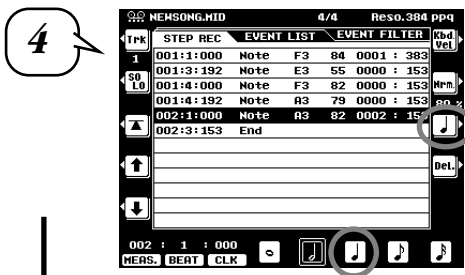 4
NEWSONG.MID 4/4 Reso.384 ppq
Trk STEP REC EVENT LIST EVENT FILTER Kbd. Vel
1
001:1:000 Note F3 84 0001 : 383
001:3:192 Note E3 55 0000 : 153
SO LO
001:4:000 Note F3 82 0000 : 153 Nrm.
001:4:192 Note A3 79 0000 : 153
80 %
002:1:000 Note A3 82 0002 : 153
002:3:153 End
Del.
002 : 1 : 000
MEAS. BEAT CLK